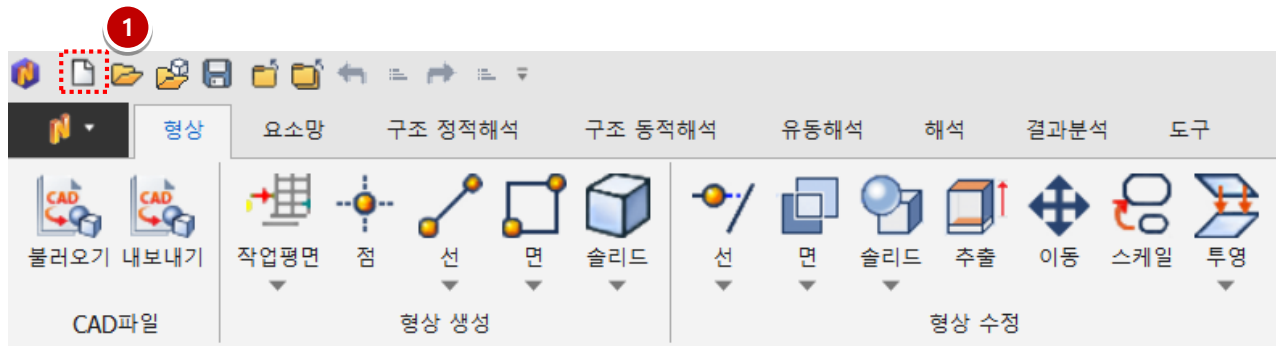 1
형상 요소망 구조 정적해석 구조 동적해석 유동해석 해석 결과분석 도구
CAD CAD
불러오기 내보내기 작업평면 점 선 면 솔리드 선 면 솔리드 추출 이동 스케일 투영
CAD파일 형상 생성 형상 수정